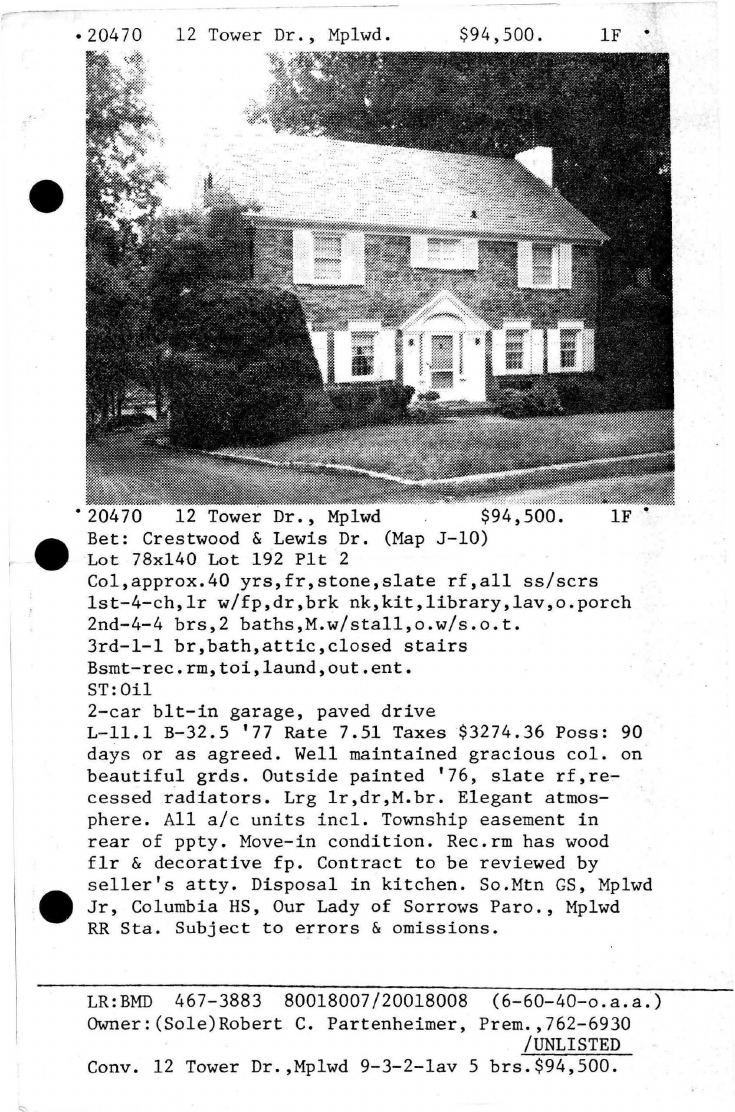 20470 12 Tower Dr., Mplwd. $94,500. 1F
20470 12 Tower Dr., Mplwd $94,500. 1F
Bet: Crestwood & Lewis Dr. (Map J-10)
Lot 78x140 Lot 192 Plt 2
Col,approx.40 yrs,fr,stone,slate rf,all ss/scrs
1st-4-ch,lr w/fp,dr,brk nk,kit,library,lav,o.porch
2nd-4-4 brs,2 baths,M.w/stall,o.w/s.o.t.
3rd-1-1 br,bath,attic,closed stairs
Bsmt-rec.rm,toi,laund,out.ent.
ST:Oil
2-car blt-in garage, paved drive
L-11.1 B-32.5 '77 Rate 7.51 Taxes $3274.36 Poss: 90
days or as agreed. Well maintained gracious col. on
beautiful grds. Outside painted '76, slate rf,re-
cessed radiators. Lrg lr,dr,M.br. Elegant atmos-
phere. All a/c units incl. Township easement in
rear of ppty. Move-in condition. Rec.rm has wood
flr & decorative fp. Contract to be reviewed by
seller's atty. Disposal in kitchen. So.Mtn GS, Mplwd
Jr, Columbia HS, Our Lady of Sorrows Paro., Mplwd
RR Sta. Subject to errors & omissions.
LR:BMD 467-3883 80018007/20018008 (6-60-40-o.a.a.)
Owner:(Sole)Robert C. Partenheimer, Prem.,762-6930
/UNLISTED
Conv. 12 Tower Dr.,Mplwd 9-3-2-lav 5 brs.$94,500.